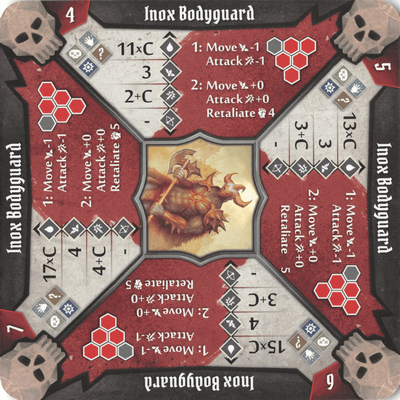 4
Inox Bodyguard
?
11xC
3
2+C
-
1: Move -1
Attack -1
2: Move +0
Attack +0
Retaliate 4
5
Inox Bodyguard
?
13xC
3
3+C
-
1: Move -1
Attack -1
2: Move +0
Attack +0
Retaliate 5
6
Inox Bodyguard
?
15xC
4
3+C
-
1: Move -1
Attack -1
2: Move +0
Attack +0
Retaliate 5
7
Inox Bodyguard
?
17xC
4
4+C
-
1: Move -1
Attack -1
2: Move +0
Attack +0
Retaliate 5